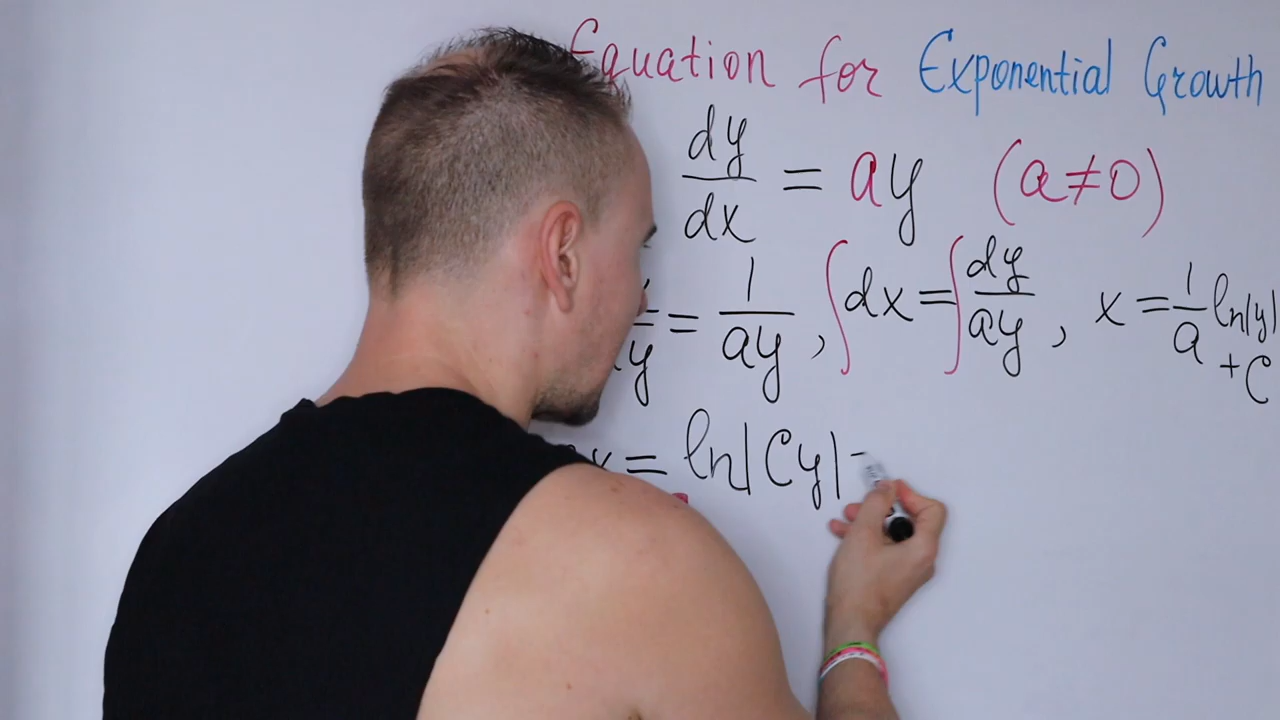 Equation for Exponential Growth
dy/dx = ay (a≠0)
y = 1/ay , ∫dx = ∫dy/ay , x = 1/a ln|y| + C
x = ln|Cy| -